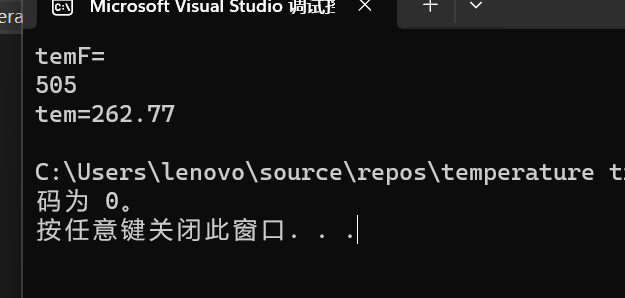 Microsoft Visual Studio 调试
temF=
505
tem=262.77
C:\Users\lenovo\source\repos\temperature
码为 0。
按任意键关闭此窗口. . .